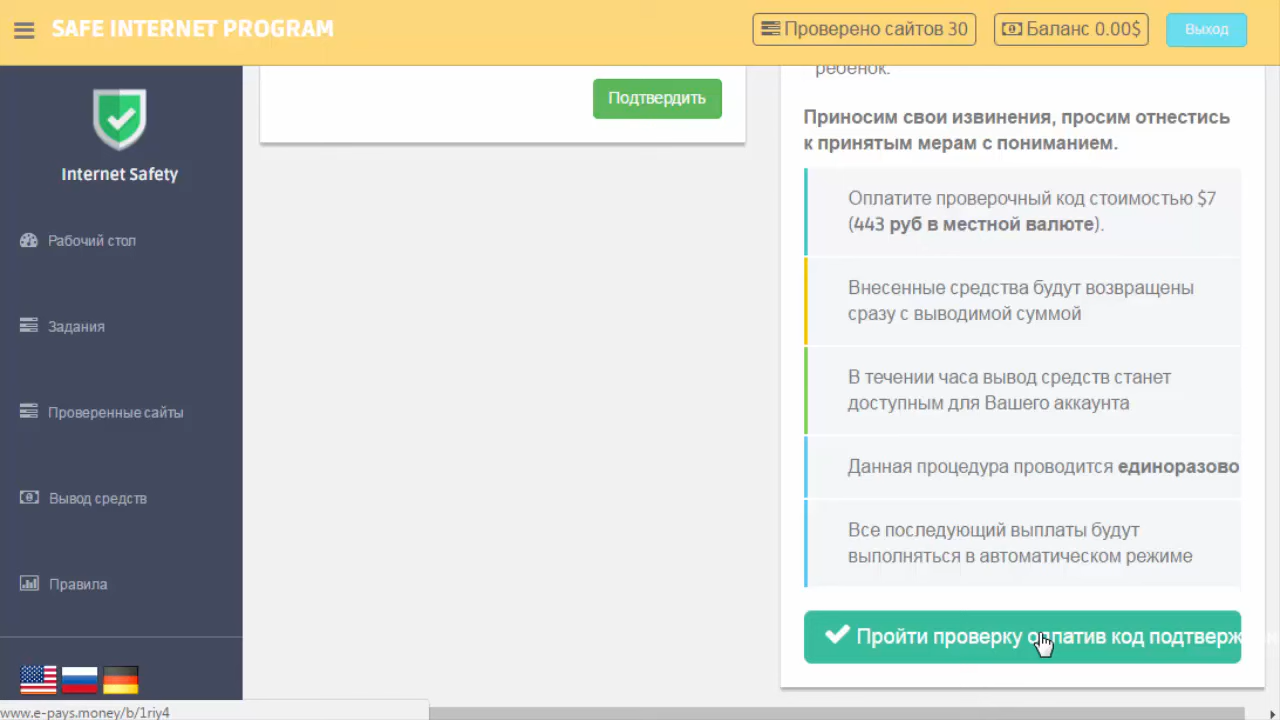 SAFE INTERNET PROGRAM
Проверено сайтов 30
Баланс 0.00$
Выход
Internet Safety
Рабочий стол
Задания
Проверенные сайты
Вывод средств
Правила
Подтвердить
ребенок.
Приносим свои извинения, просим отнестись
к принятым мерам с пониманием.
Оплатите проверочный код стоимостью $7
(443 руб в местной валюте).
Внесенные средства будут возвращены
сразу с выводимой суммой
В течении часа вывод средств станет
доступным для Вашего аккаунта
Данная процедура проводится единоразово
Все последующий выплаты будут
выполняться в автоматическом режиме
Пройти проверку оплатив код подтверж
www.e-pays.money/b/1riy4